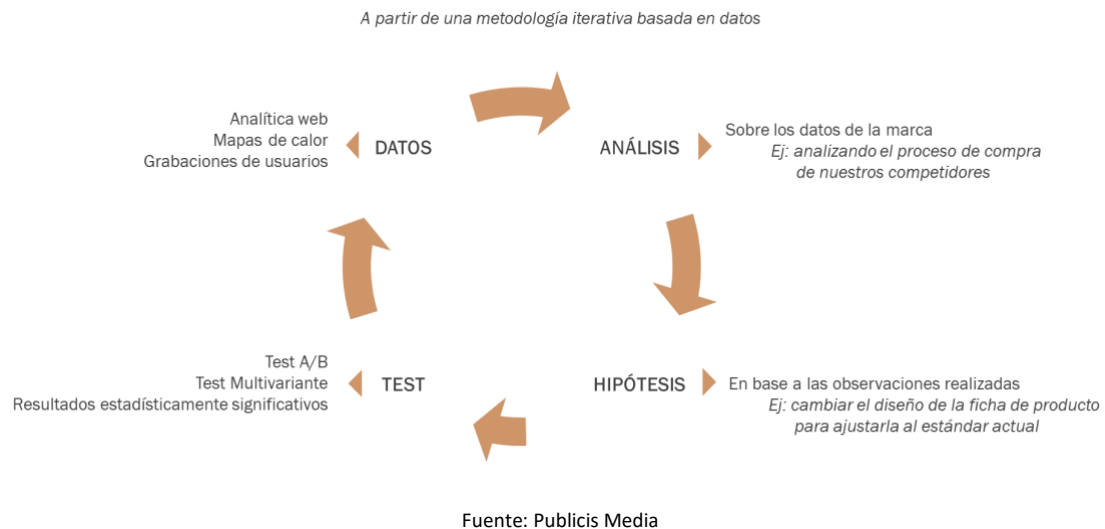 A partir de una metodología iterativa basada en datos
Analítica web
Mapas de calor
Grabaciones de usuarios
DATOS
ANÁLISIS
Sobre los datos de la marca
Ej: analizando el proceso de compra
de nuestros competidores
Test A/B
Test Multivariante
Resultados estadísticamente significativos
TEST
HIPÓTESIS
En base a las observaciones realizadas
Ej: cambiar el diseño de la ficha de producto
para ajustarla al estándar actual
Fuente: Publicis Media